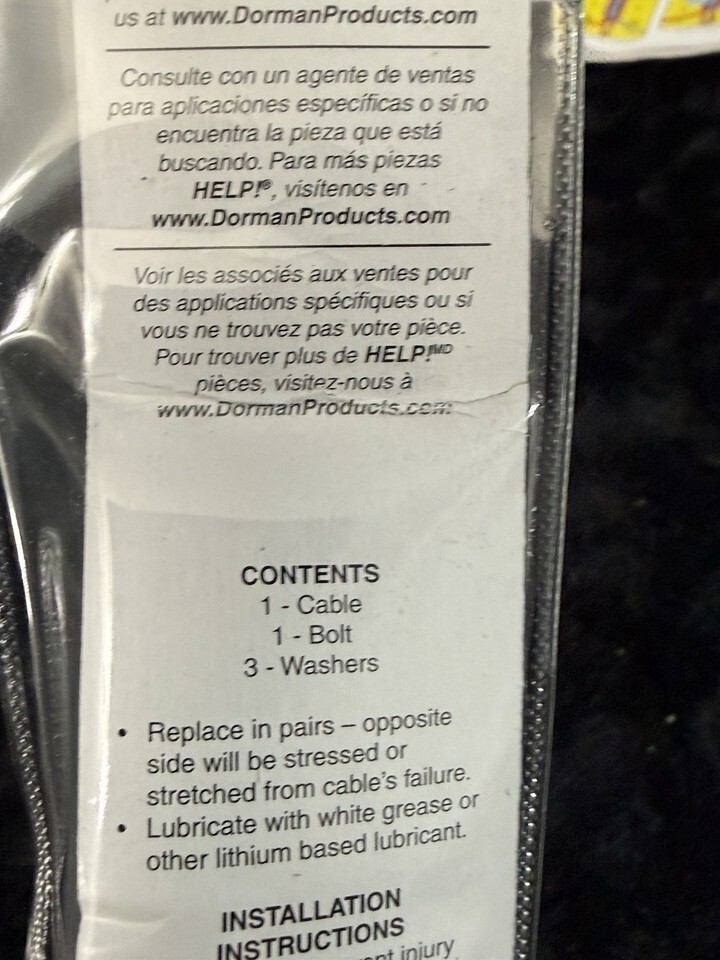 us at www.DormanProducts.com
Consulte con un agente de ventas
para aplicaciones específicas o si no
encuentra la pieza que está
buscando. Para más piezas
HELP!®, visítenos en
www.DormanProducts.com
Voir les associés aux ventes pour
des applications spécifiques ou si
vous ne trouvez pas votre pièce.
Pour trouver plus de HELP!MD
pièces, visitez-nous à
www.DormanProducts.com
CONTENTS
1 - Cable
1 - Bolt
3 - Washers
• Replace in pairs – opposite
side will be stressed or
stretched from cable's failure.
• Lubricate with white grease or
other lithium based lubricant.
INSTALLATION
INSTRUCTIONS
injury